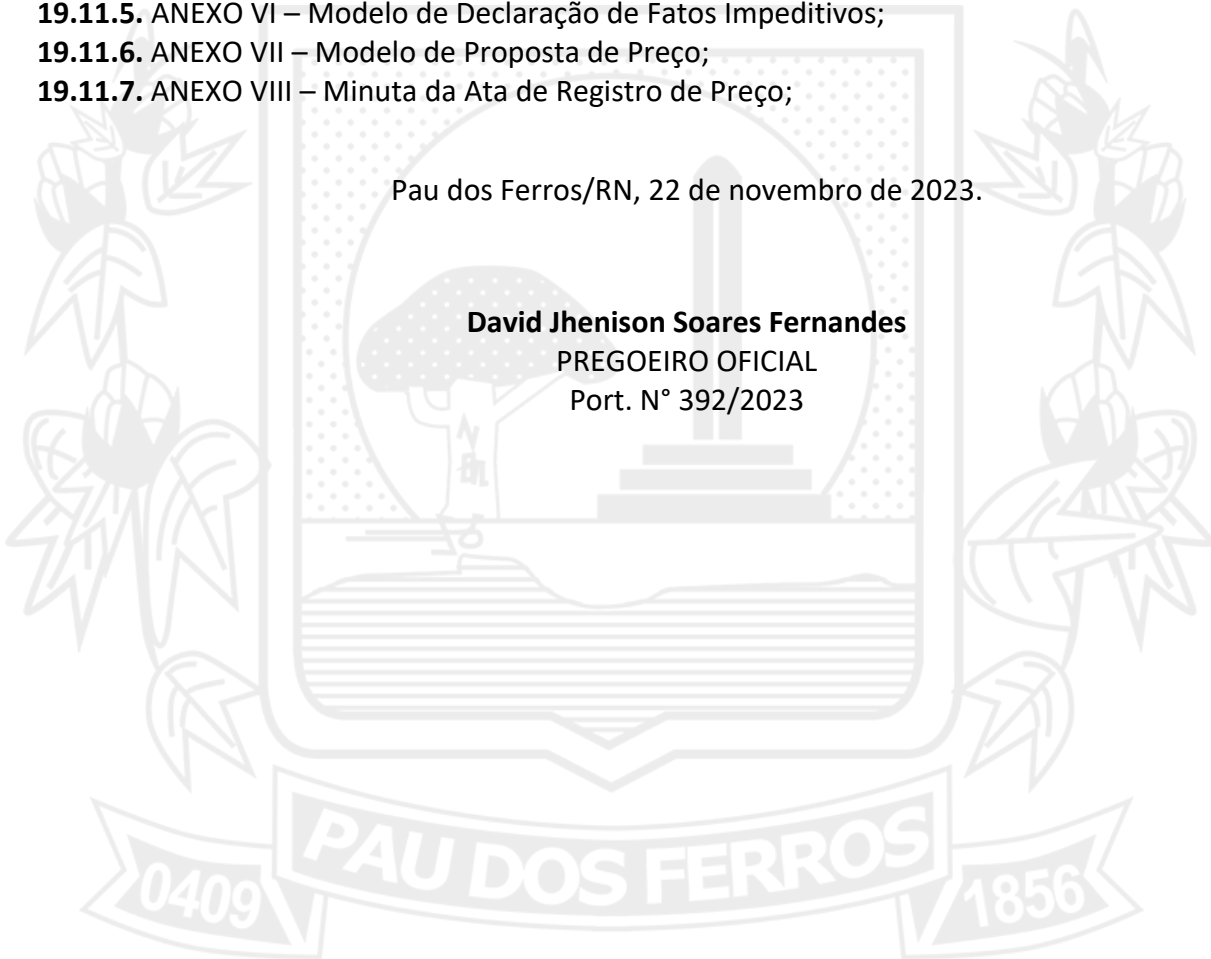 19.11.5. ANEXO VI – Modelo de Declaração de Fatos Impeditivos;
19.11.6. ANEXO VII – Modelo de Proposta de Preço;
19.11.7. ANEXO VIII – Minuta da Ata de Registro de Preço;
Pau dos Ferros/RN, 22 de novembro de 2023.
David Jhenison Soares Fernandes
PREGOEIRO OFICIAL
Port. N° 392/2023
PAU DOS FERROS
0409
1856